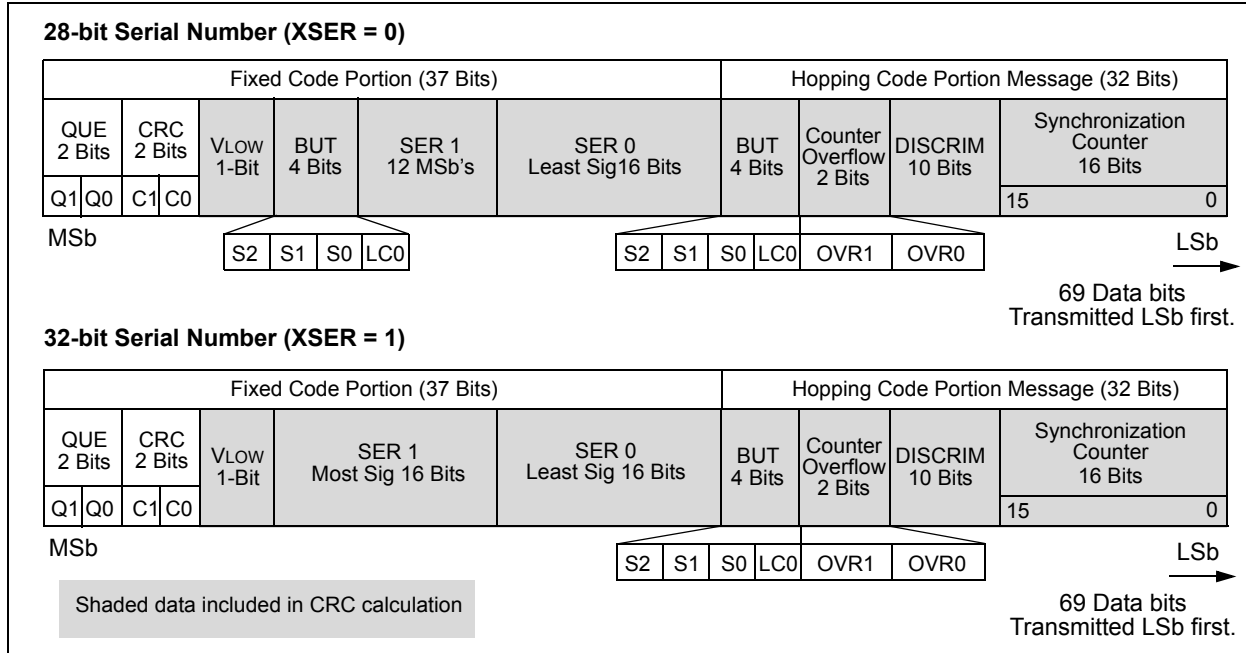 28-bit Serial Number (XSER = 0)
Fixed Code Portion (37 Bits) Hopping Code Portion Message (32 Bits)
QUE 2 Bits CRC 2 Bits VLOW 1-Bit BUT 4 Bits SER 1 12 MSb's SER 0 Least Sig16 Bits BUT 4 Bits Counter Overflow 2 Bits DISCRIM 10 Bits Synchronization Counter 16 Bits
Q1 Q0 C1 C0 15 0
MSb
S2 S1 S0 LC0 S2 S1 S0 LC0 OVR1 OVR0
LSb
69 Data bits
Transmitted LSb first.
32-bit Serial Number (XSER = 1)
Fixed Code Portion (37 Bits) Hopping Code Portion Message (32 Bits)
QUE 2 Bits CRC 2 Bits VLOW 1-Bit SER 1 Most Sig 16 Bits SER 0 Least Sig 16 Bits BUT 4 Bits Counter Overflow 2 Bits DISCRIM 10 Bits Synchronization Counter 16 Bits
Q1 Q0 C1 C0 15 0
MSb
S2 S1 S0 LC0 OVR1 OVR0
LSb
Shaded data included in CRC calculation
69 Data bits
Transmitted LSb first.